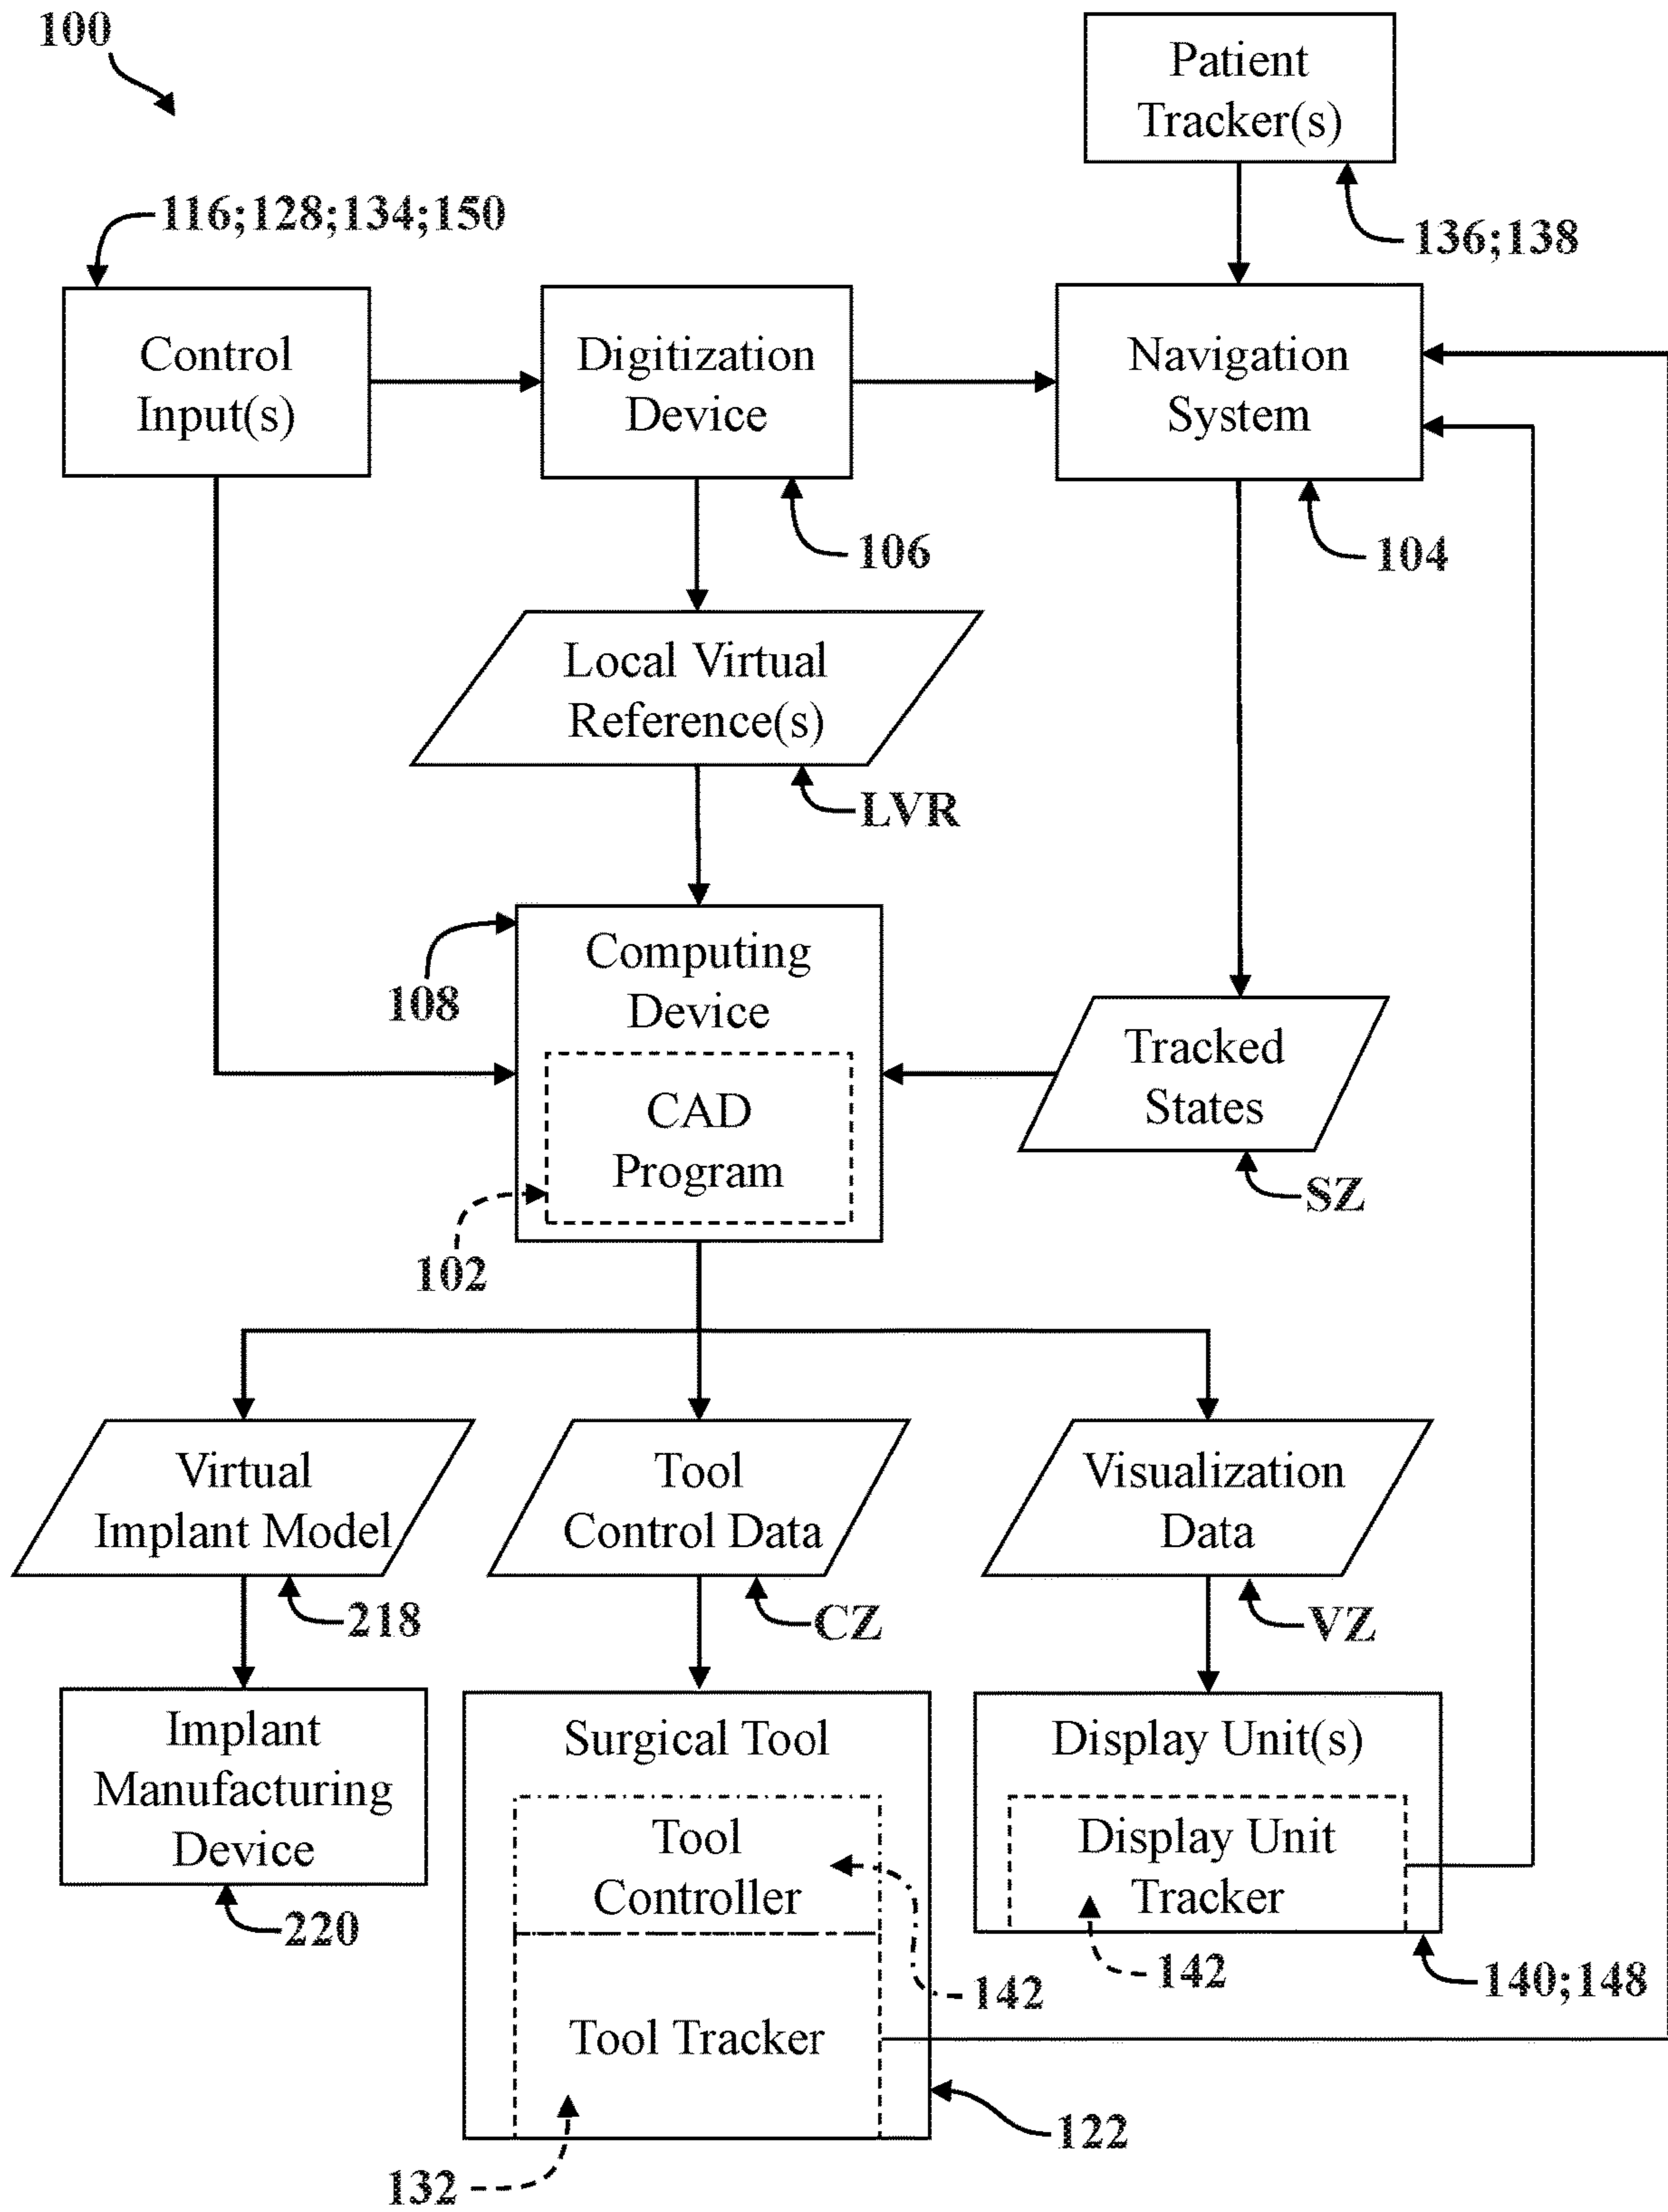 100
Patient
Tracker(s)
116;128;134;150
136;138
Control
Input(s)
Digitization
Device
Navigation
System
106
104
Local Virtual
Reference(s)
LVR
Computing
Device
108
CAD
Program
102
Tracked
States
SZ
Virtual
Implant Model
Tool
Control Data
Visualization
Data
218
CZ
VZ
Implant
Manufacturing
Device
220
Surgical Tool
Tool
Controller
142
Tool Tracker
132
122
Display Unit(s)
Display Unit
Tracker
142
140;148